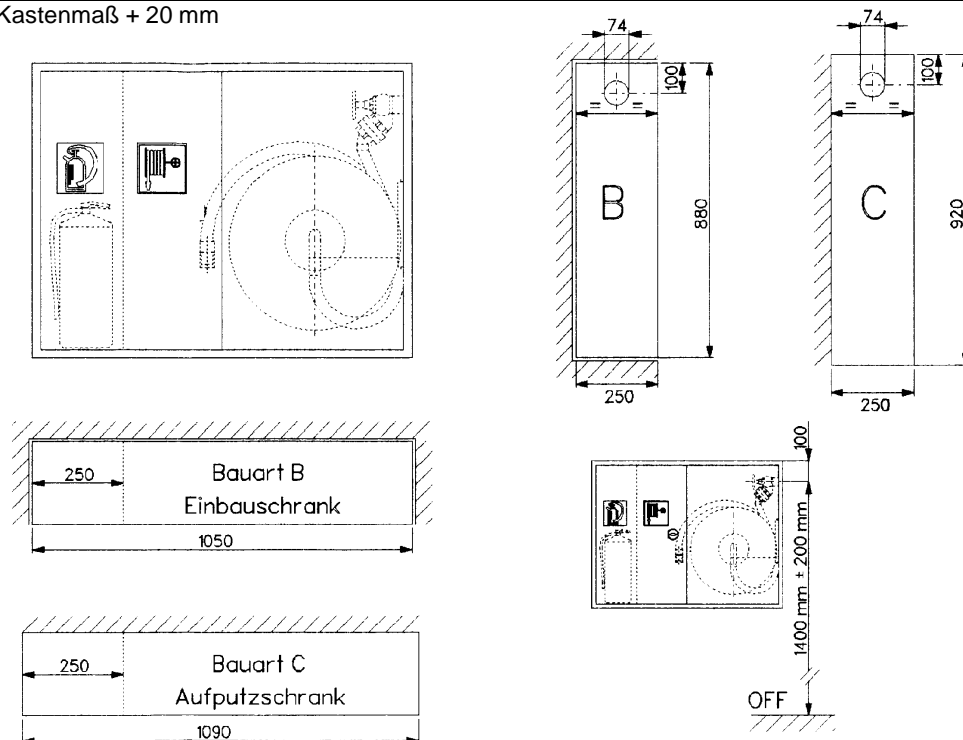 Kastenmaß + 20 mm
74
100
= =
B
880
250
74
100
= =
C
920
250
250
Bauart B
Einbauschrank
1050
250
Bauart C
Aufputzschrank
1090
100
1400 mm ± 200 mm
OFF